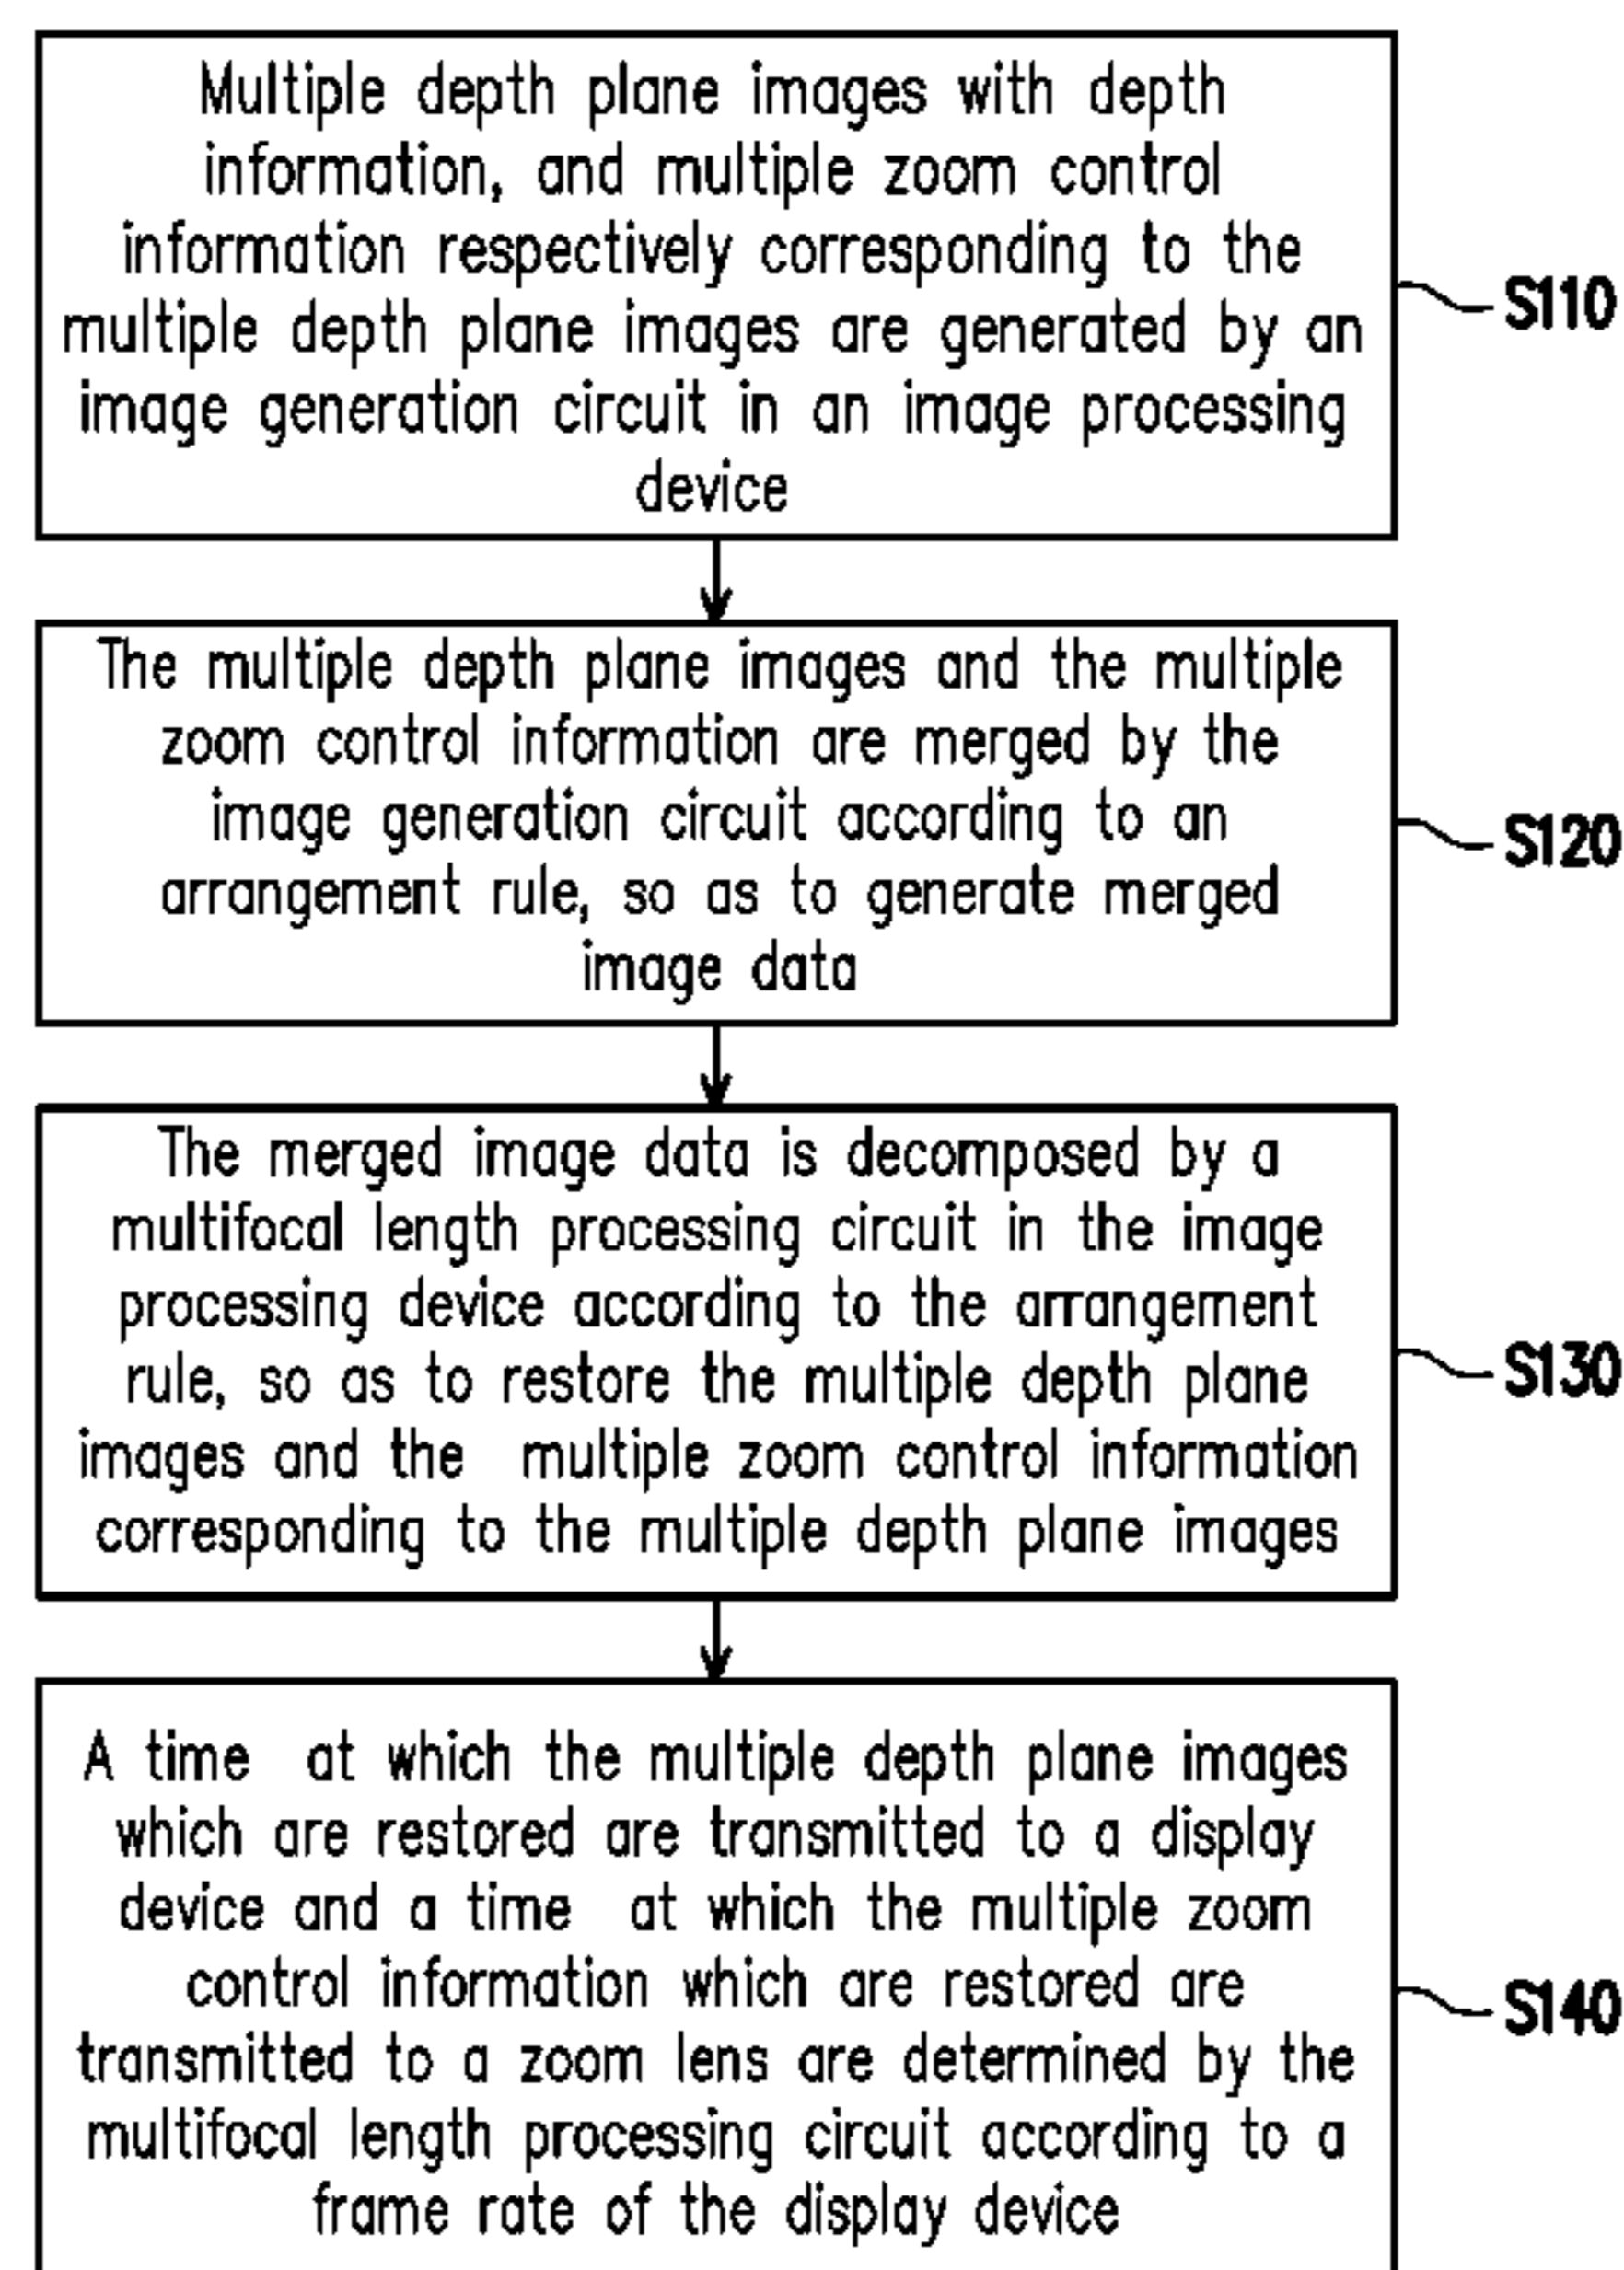 Multiple depth plane images with depth
information, and multiple zoom control
information respectively corresponding to the
multiple depth plane images are generated by an
image generation circuit in an image processing
device
S110
The multiple depth plane images and the multiple
zoom control information are merged by the
image generation circuit according to an
arrangement rule, so as to generate merged
image data
S120
The merged image data is decomposed by a
multifocal length processing circuit in the image
processing device according to the arrangement
rule, so as to restore the multiple depth plane
images and the multiple zoom control information
corresponding to the multiple depth plane images
S130
A time at which the multiple depth plane images
which are restored are transmitted to a display
device and a time at which the multiple zoom
control information which are restored are
transmitted to a zoom lens are determined by the
multifocal length processing circuit according to a
frame rate of the display device
S140